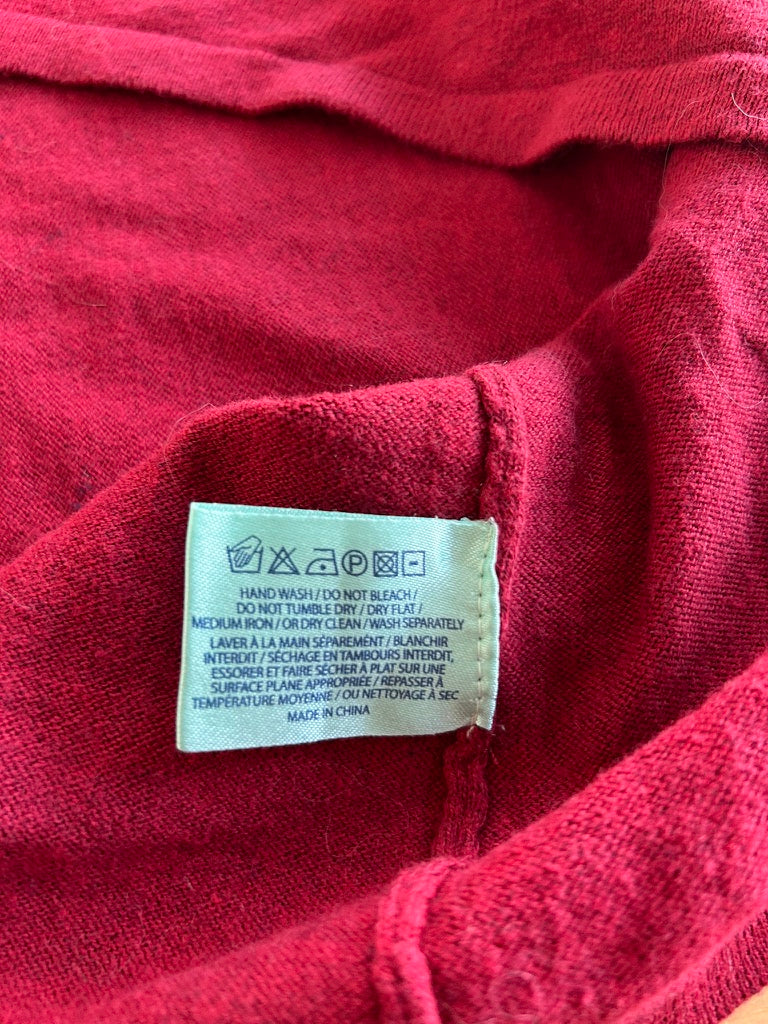 P
HAND WASH / DO NOT BLEACH /
DO NOT TUMBLE DRY / DRY FLAT /
MEDIUM IRON / OR DRY CLEAN / WASH SEPARATELY
LAVER À LA MAIN SÉPARÉMENT / BLANCHIR
INTERDIT / SÉCHAGE EN TAMBOURS INTERDIT,
ESSORER ET FAIRE SÉCHER À PLAT SUR UNE
SURFACE PLANE APPROPRIÉE / REPASSER À
TEMPÉRATURE MOYENNE / OU NETTOYAGE À SEC
MADE IN CHINA